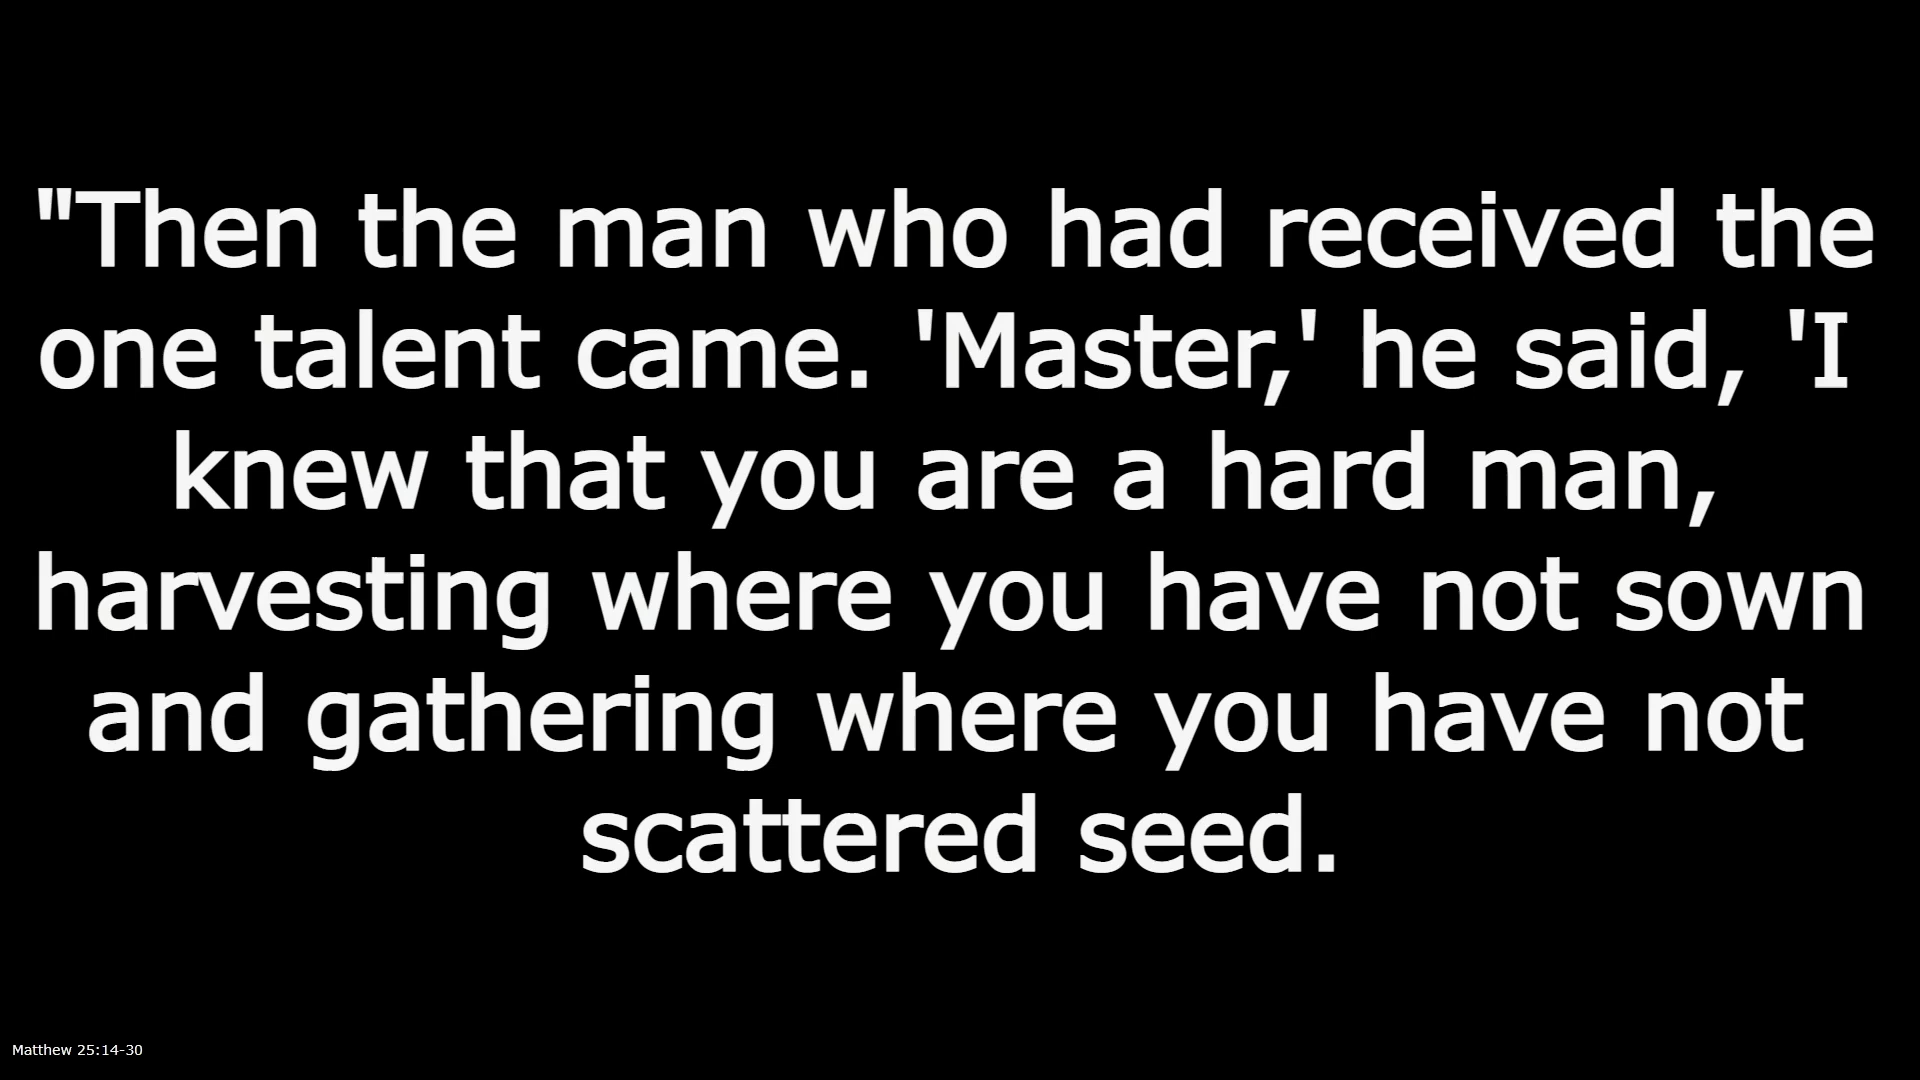 "Then the man who had received the
one talent came. 'Master,' he said, 'I
knew that you are a hard man,
harvesting where you have not sown
and gathering where you have not
scattered seed.
Matthew 25:14-30